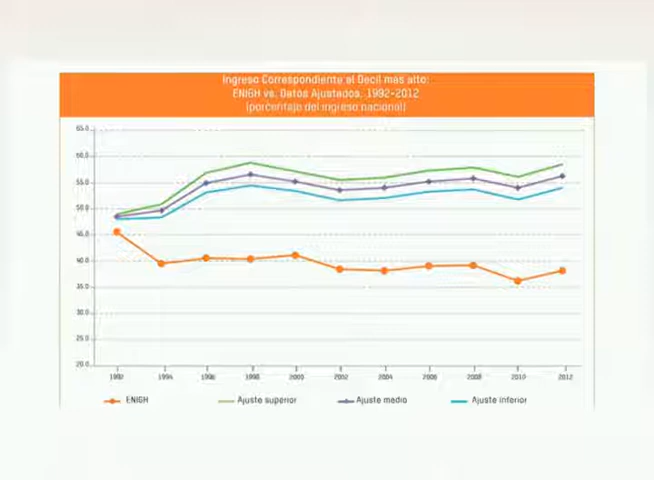 Ingreso Correspondiente al Decil más alto:
ENIGH vs. Datos Ajustados, 1992-2012
(porcentaje del ingreso nacional)
65.0
60.0
55.0
50.0
45.0
40.0
35.0
30.0
25.0
20.0
1992 1994 1996 1998 2000 2002 2004 2006 2008 2010 2012
ENIGH Ajuste superior Ajuste medio Ajuste inferior